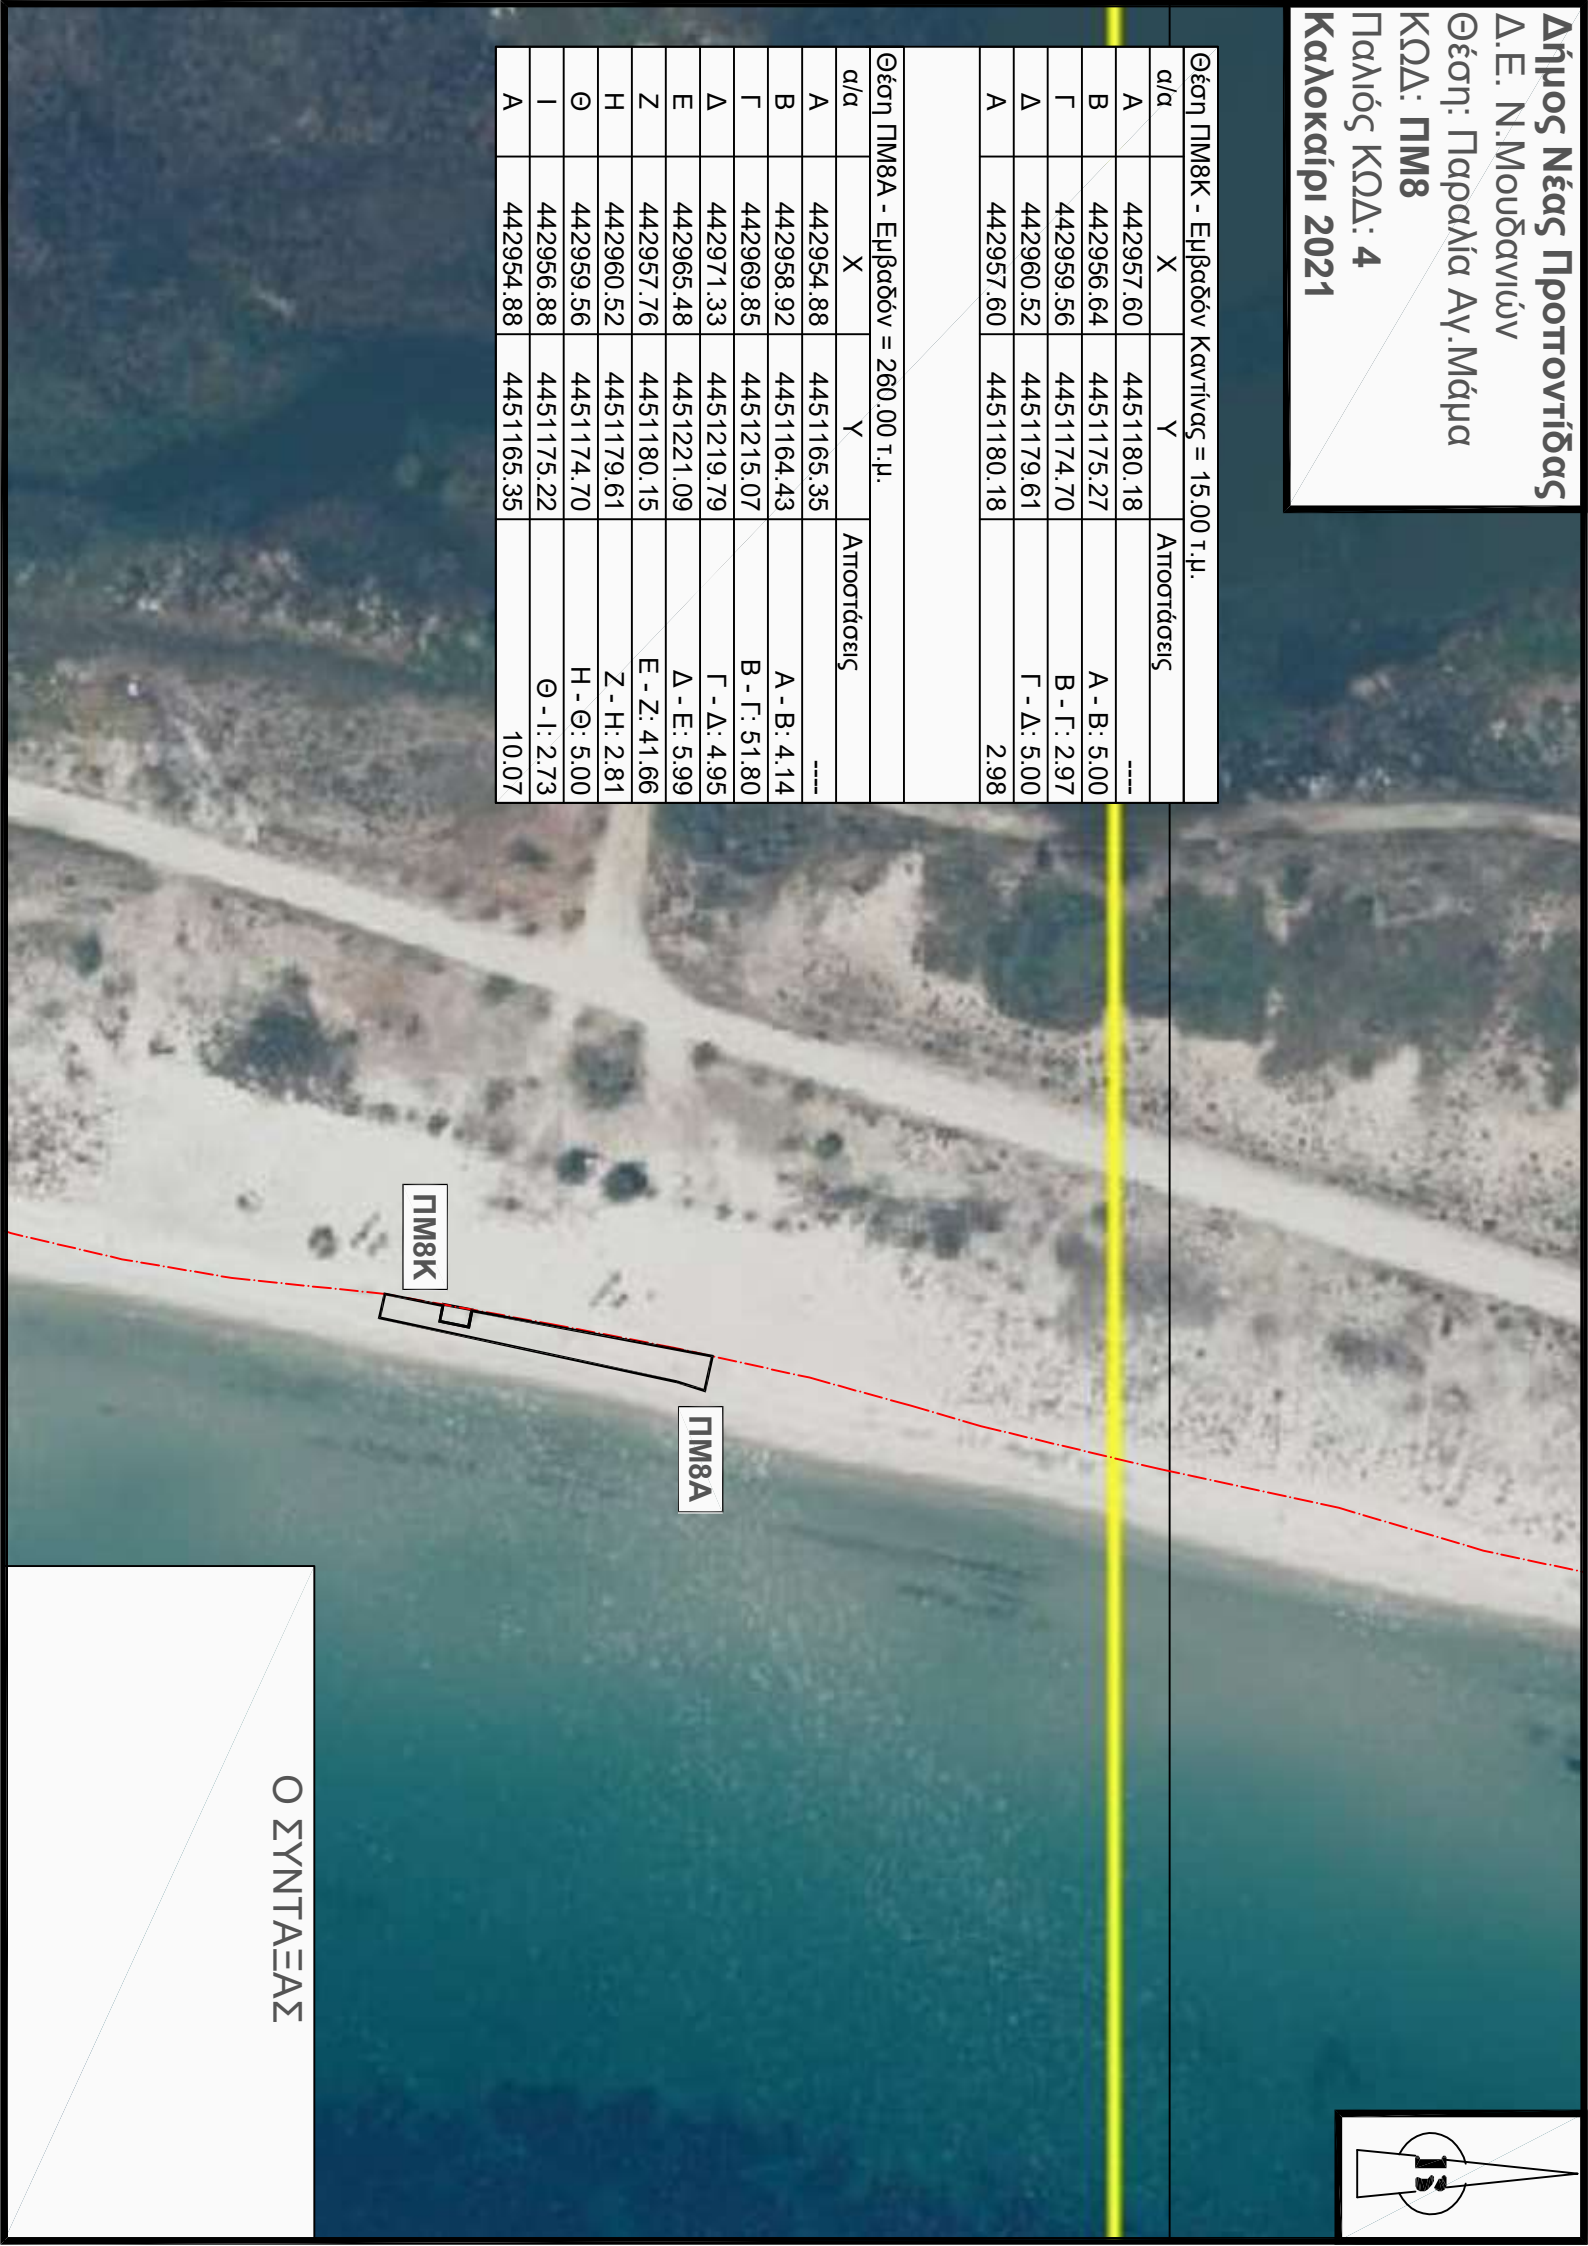 Δήμος Νέας Προποντίδας
Δ.Ε. Ν.Μουδανιών
Θέση: Παραλία Αγ.Μάμα
ΚΩΔ: ΠΜ8
Παλιός ΚΩΔ: 4
Καλοκαίρι 2021
Θέση ΠΜ8Κ - Εμβαδόν Καντίνας = 15.00 τ.μ.
α/α Χ Υ Αποστάσεις
Α 442957.60 4451180.18 ----
Β 442956.64 4451175.27 Α - Β: 5.00
Γ 442959.56 4451174.70 Β - Γ: 2.97
Δ 442960.52 4451179.61 Γ - Δ: 5.00
Α 442957.60 4451180.18 2.98
Θέση ΠΜ8Α - Εμβαδόν = 260.00 τ.μ.
α/α Χ Υ Αποστάσεις
Α 442954.88 4451165.35 ----
Β 442958.92 4451164.43 Α - Β: 4.14
Γ 442969.85 4451215.07 Β - Γ: 51.80
Δ 442971.33 4451219.79 Γ - Δ: 4.95
Ε 442965.48 4451221.09 Δ - Ε: 5.99
Ζ 442957.76 4451180.15 Ε - Ζ: 41.66
Η 442960.52 4451179.61 Ζ - Η: 2.81
Θ 442959.56 4451174.70 Η - Θ: 5.00
Ι 442956.88 4451175.22 Θ - Ι: 2.73
Α 442954.88 4451165.35 10.07
ΠΜ8Α
ΠΜ8Κ
Ο ΣΥΝΤΑΞΑΣ